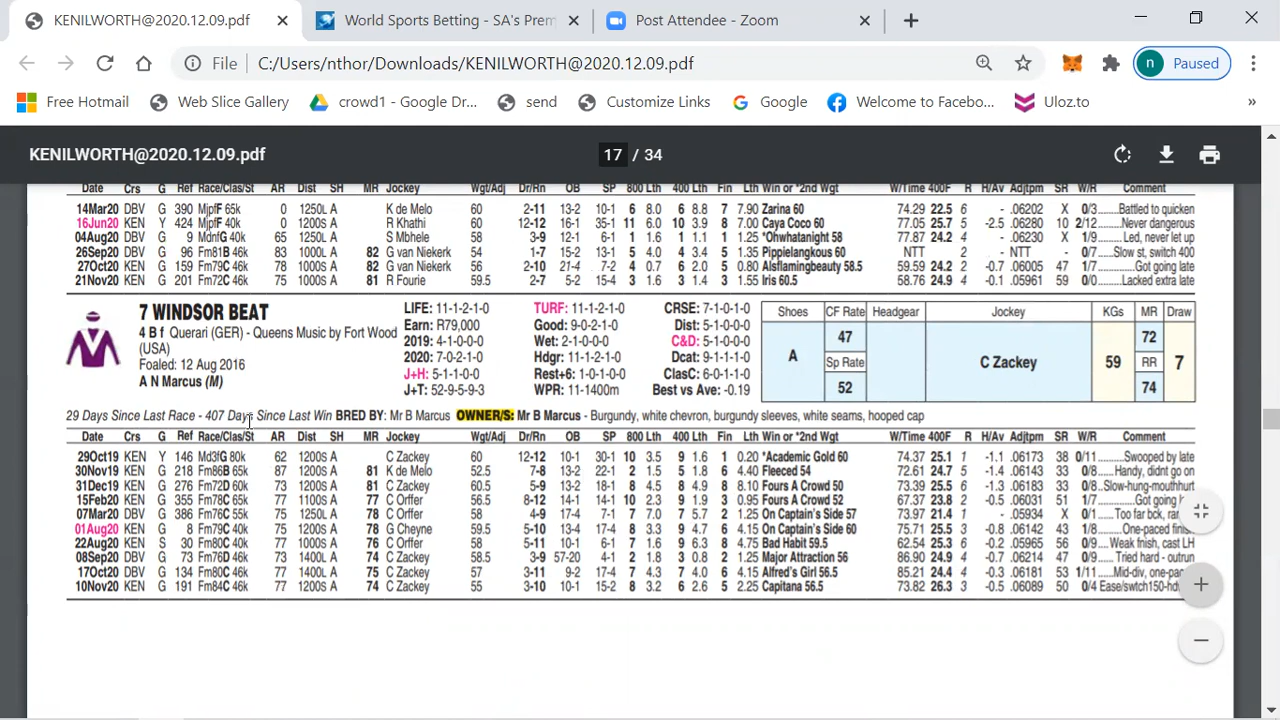 KENILWORTH@2020.12.09.pdf
World Sports Betting - SA's Prem
Post Attendee - Zoom
File C:/Users/nthor/Downloads/KENILWORTH@2020.12.09.pdf
n Paused
Free Hotmail Web Slice Gallery crowd1 - Google Dr... send Customize Links Google Welcome to Facebo... Uloz.to »
KENILWORTH@2020.12.09.pdf 17 / 34
Date Crs G Ref Race/Clas/St AR Dist SH MR Jockey Wgt/Adj Dr/Rn OB SP 800 Lth 400 Lth Fin Lth Win or *2nd Wgt W/Time 400F R H/Av Adjtpm SR W/R Comment
14Mar20 DBV G 390 MjpfF 65k 0 1250L A K de Melo 60 2-11 13-2 10-1 6 8.0 6 8.8 7 7.90 Zarina 60 74.29 22.5 6 - .06202 X 0/3 ......Battled to quicken
16Jun20 KEN Y 424 MjpfF 40k 0 1200S A R Khathi 60 12-12 16-1 35-1 11 6.0 10 3.9 8 7.00 Caya Coco 60 77.05 25.7 5 -2.5 .06280 10 2/12 ......Never dangerous
04Aug20 DBV G 9 MdnfG 40k 65 1250L A S Mbhele 58 3-9 12-1 6-1 1 1.6 1 1.1 1 1.25 *Ohwhatanight 58 77.87 24.2 4 - .06230 X 1/9 ......Led, never let up
26Sep20 DBV G 96 Fm81B 46k 83 1000L A 82 G van Niekerk 54 1-7 15-2 13-1 5 4.0 4 3.4 5 1.35 Pippielangkous 60 NTT 2 - NTT - 0/7 ......Slow st, switch 400
27Oct20 KEN G 159 Fm79C 46k 78 1000S A 82 G van Niekerk 56 2-10 21-4 7-2 4 0.7 6 2.0 5 0.80 Alsflamingbeauty 58.5 59.59 24.2 6 -0.7 .06005 47 1/7 ......Got going late
21Nov20 KEN G 201 Fm72C 46k 71 1000S A 81 R Fourie 59.5 2-7 5-2 15-4 3 1.6 3 1.4 3 1.55 Iris 60.5 58.76 24.9 4 -0.1 .05961 59 0/0 ......Lacked extra late
7 WINDSOR BEAT
4 B f Querari (GER) - Queens Music by Fort Wood
(USA)
Foaled: 12 Aug 2016
A N Marcus (M)
LIFE: 11-1-2-1-0 TURF: 11-1-2-1-0 CRSE: 7-1-0-1-0
Earn: R79,000 Good: 9-0-2-1-0 Dist: 5-1-0-0-0
2019: 4-1-0-0-0 Wet: 2-1-0-0-0 C&D: 5-1-0-0-0
2020: 7-0-2-1-0 Hdgr: 11-1-2-1-0 Dcat: 9-1-1-1-0
J+H: 5-1-1-0-0 Rest+6: 1-0-1-0-0 ClasC: 6-0-1-1-0
J+T: 52-9-5-9-3 WPR: 11-1400m Best vs Ave: -0.19
Shoes CF Rate Headgear Jockey KGs MR Draw
A 47 C Zackey 59 72 7
Sp Rate RR
52 74
29 Days Since Last Race - 407 Days Since Last Win BRED BY: Mr B Marcus OWNER/S: Mr B Marcus - Burgundy, white chevron, burgundy sleeves, white seams, hooped cap
Date Crs G Ref Race/Clas/St AR Dist SH MR Jockey Wgt/Adj Dr/Rn OB SP 800 Lth 400 Lth Fin Lth Win or *2nd Wgt W/Time 400F R H/Av Adjtpm SR W/R Comment
29Oct19 KEN Y 146 Md3fG 80k 62 1200S A C Zackey 60 12-12 10-1 30-1 10 3.5 9 1.6 1 0.20 *Academic Gold 60 74.37 25.1 1 -1.1 .06173 38 0/11 ......Swooped by late
30Nov19 KEN G 218 Fm86B 65k 87 1200S A 81 K de Melo 52.5 7-8 13-2 22-1 2 1.5 5 1.8 6 4.40 Fleeced 54 72.61 24.7 5 -1.4 .06143 33 0/8 ...Handy, didnt go on
31Dec19 KEN G 276 Fm72D 60k 73 1200S A 81 C Zackey 60.5 5-9 13-2 18-1 8 4.5 8 4.9 8 8.10 Fours A Crowd 50 73.39 25.5 6 -1.3 .06183 33 0/8 ...Slow-hung-mouthhurt
15Feb20 KEN G 355 Fm78C 65k 77 1100S A 77 C Orffer 56.5 8-12 14-1 14-1 10 2.3 9 1.9 3 0.95 Fours A Crowd 52 67.37 23.8 2 -0.5 .06031 51 1/7 ......Got going
07Mar20 DBV G 386 Fm76C 55k 75 1250L A 78 C Orffer 58 4-9 17-4 7-1 7 7.0 7 5.7 2 1.25 On Captain's Side 57 73.97 21.4 1 - .05934 X 0/1 ...Too far bck,
01Aug20 KEN G 8 Fm79C 40k 75 1200S A 78 G Cheyne 59.5 5-10 13-4 17-4 8 3.3 9 4.7 6 4.15 On Captain's Side 60 75.71 25.5 3 -0.8 .06142 43 1/8 ......One-paced finis
22Aug20 KEN S 30 Fm80C 40k 78 1000S A 76 C Orffer 58 5-11 10-1 6-1 7 1.6 9 6.3 8 4.75 Bad Habit 59.5 62.54 25.3 6 -0.2 .05965 56 0/9 ...Weak fnish, cast LH
08Sep20 DBV G 73 Fm76D 46k 73 1400L A 74 C Zackey 58.5 3-9 57-20 4-1 2 1.8 3 0.8 2 1.25 Major Attraction 56 86.90 24.9 4 -0.7 .06214 47 0/9 ......Tried hard - outrun
17Oct20 DBV G 134 Fm80C 46k 77 1400L A 75 C Zackey 57 3-11 9-2 17-4 7 4.3 7 4.0 6 4.15 Alfred's Girl 56.5 85.21 24.4 4 -0.3 .06181 53 1/11 ......Mid-div, one-pa
10Nov20 KEN G 191 Fm84C 46k 77 1200S A 74 C Zackey 55 3-10 10-1 15-2 8 3.2 6 2.6 5 2.25 Capitana 56.5 73.82 26.3 5 -0.5 .06089 50 0/4 Ease/swtch150-hd